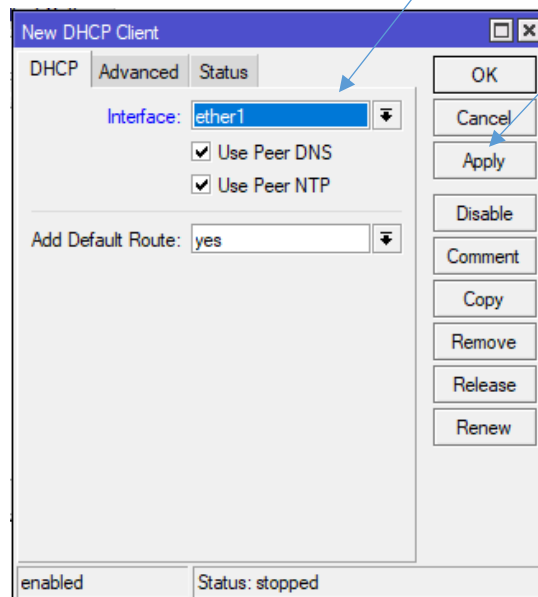 New DHCP Client
DHCP Advanced Status
Interface: ether1
Use Peer DNS
Use Peer NTP
Add Default Route: yes
OK
Cancel
Apply
Disable
Comment
Copy
Remove
Release
Renew
enabled Status: stopped